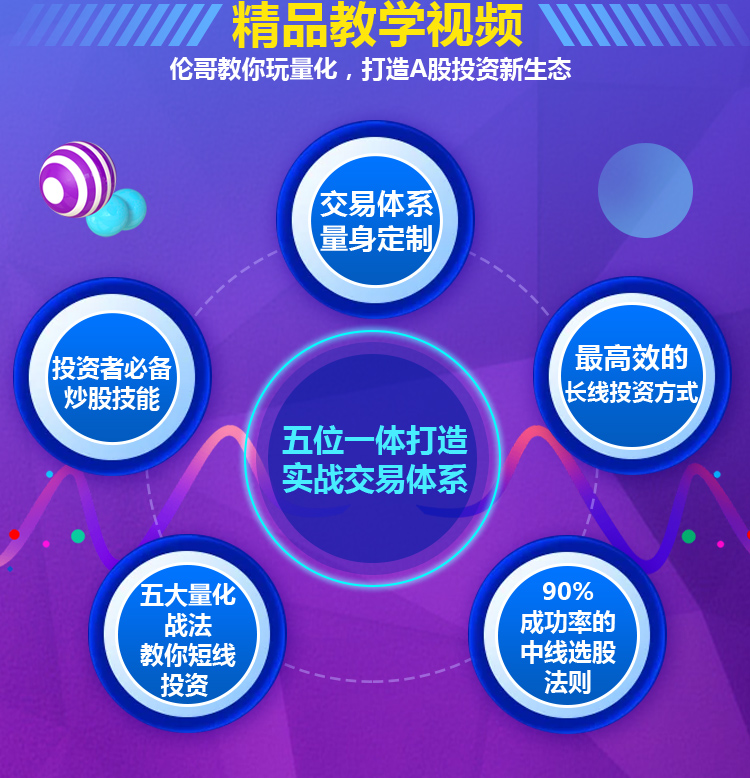 精品教学视频
伦哥教你玩量化，打造A股投资新生态
交易体系
量身定制
投资者必备
炒股技能
最高效的
长线投资方式
五位一体打造
实战交易体系
五大量化
战法
教你短线
投资
90%
成功率的
中线选股
法则